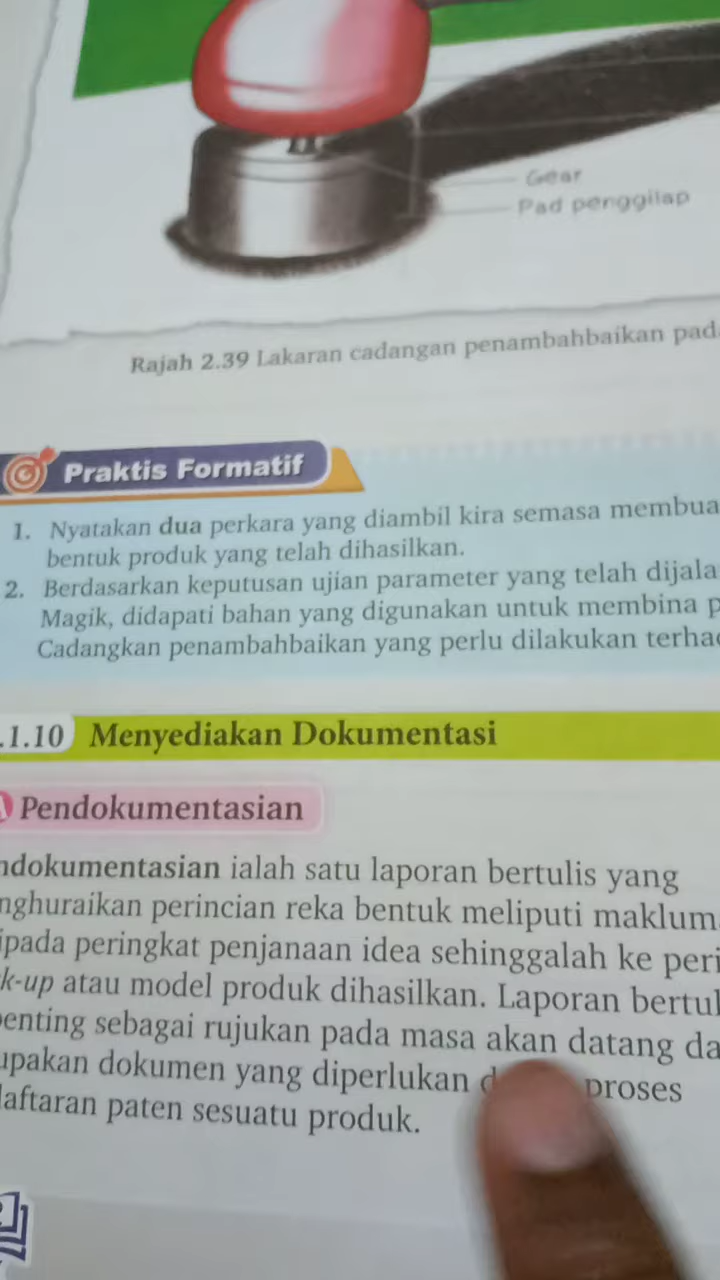 Gear
Pad penggilap
Rajah 2.39 Lakaran cadangan penambahbaikan pad
Praktis Formatif
1. Nyatakan dua perkara yang diambil kira semasa membua
bentuk produk yang telah dihasilkan.
2. Berdasarkan keputusan ujian parameter yang telah dijala
Magik, didapati bahan yang digunakan untuk membina p
Cadangkan penambahbaikan yang perlu dilakukan terha
.1.10 Menyediakan Dokumentasi
Pendokumentasian
ndokumentasian ialah satu laporan bertulis yang
nghuraikan perincian reka bentuk meliputi maklum
ipada peringkat penjanaan idea sehinggalah ke peri
k-up atau model produk dihasilkan. Laporan bertul
penting sebagai rujukan pada masa akan datang da
upakan dokumen yang diperlukan proses
laftaran paten sesuatu produk.